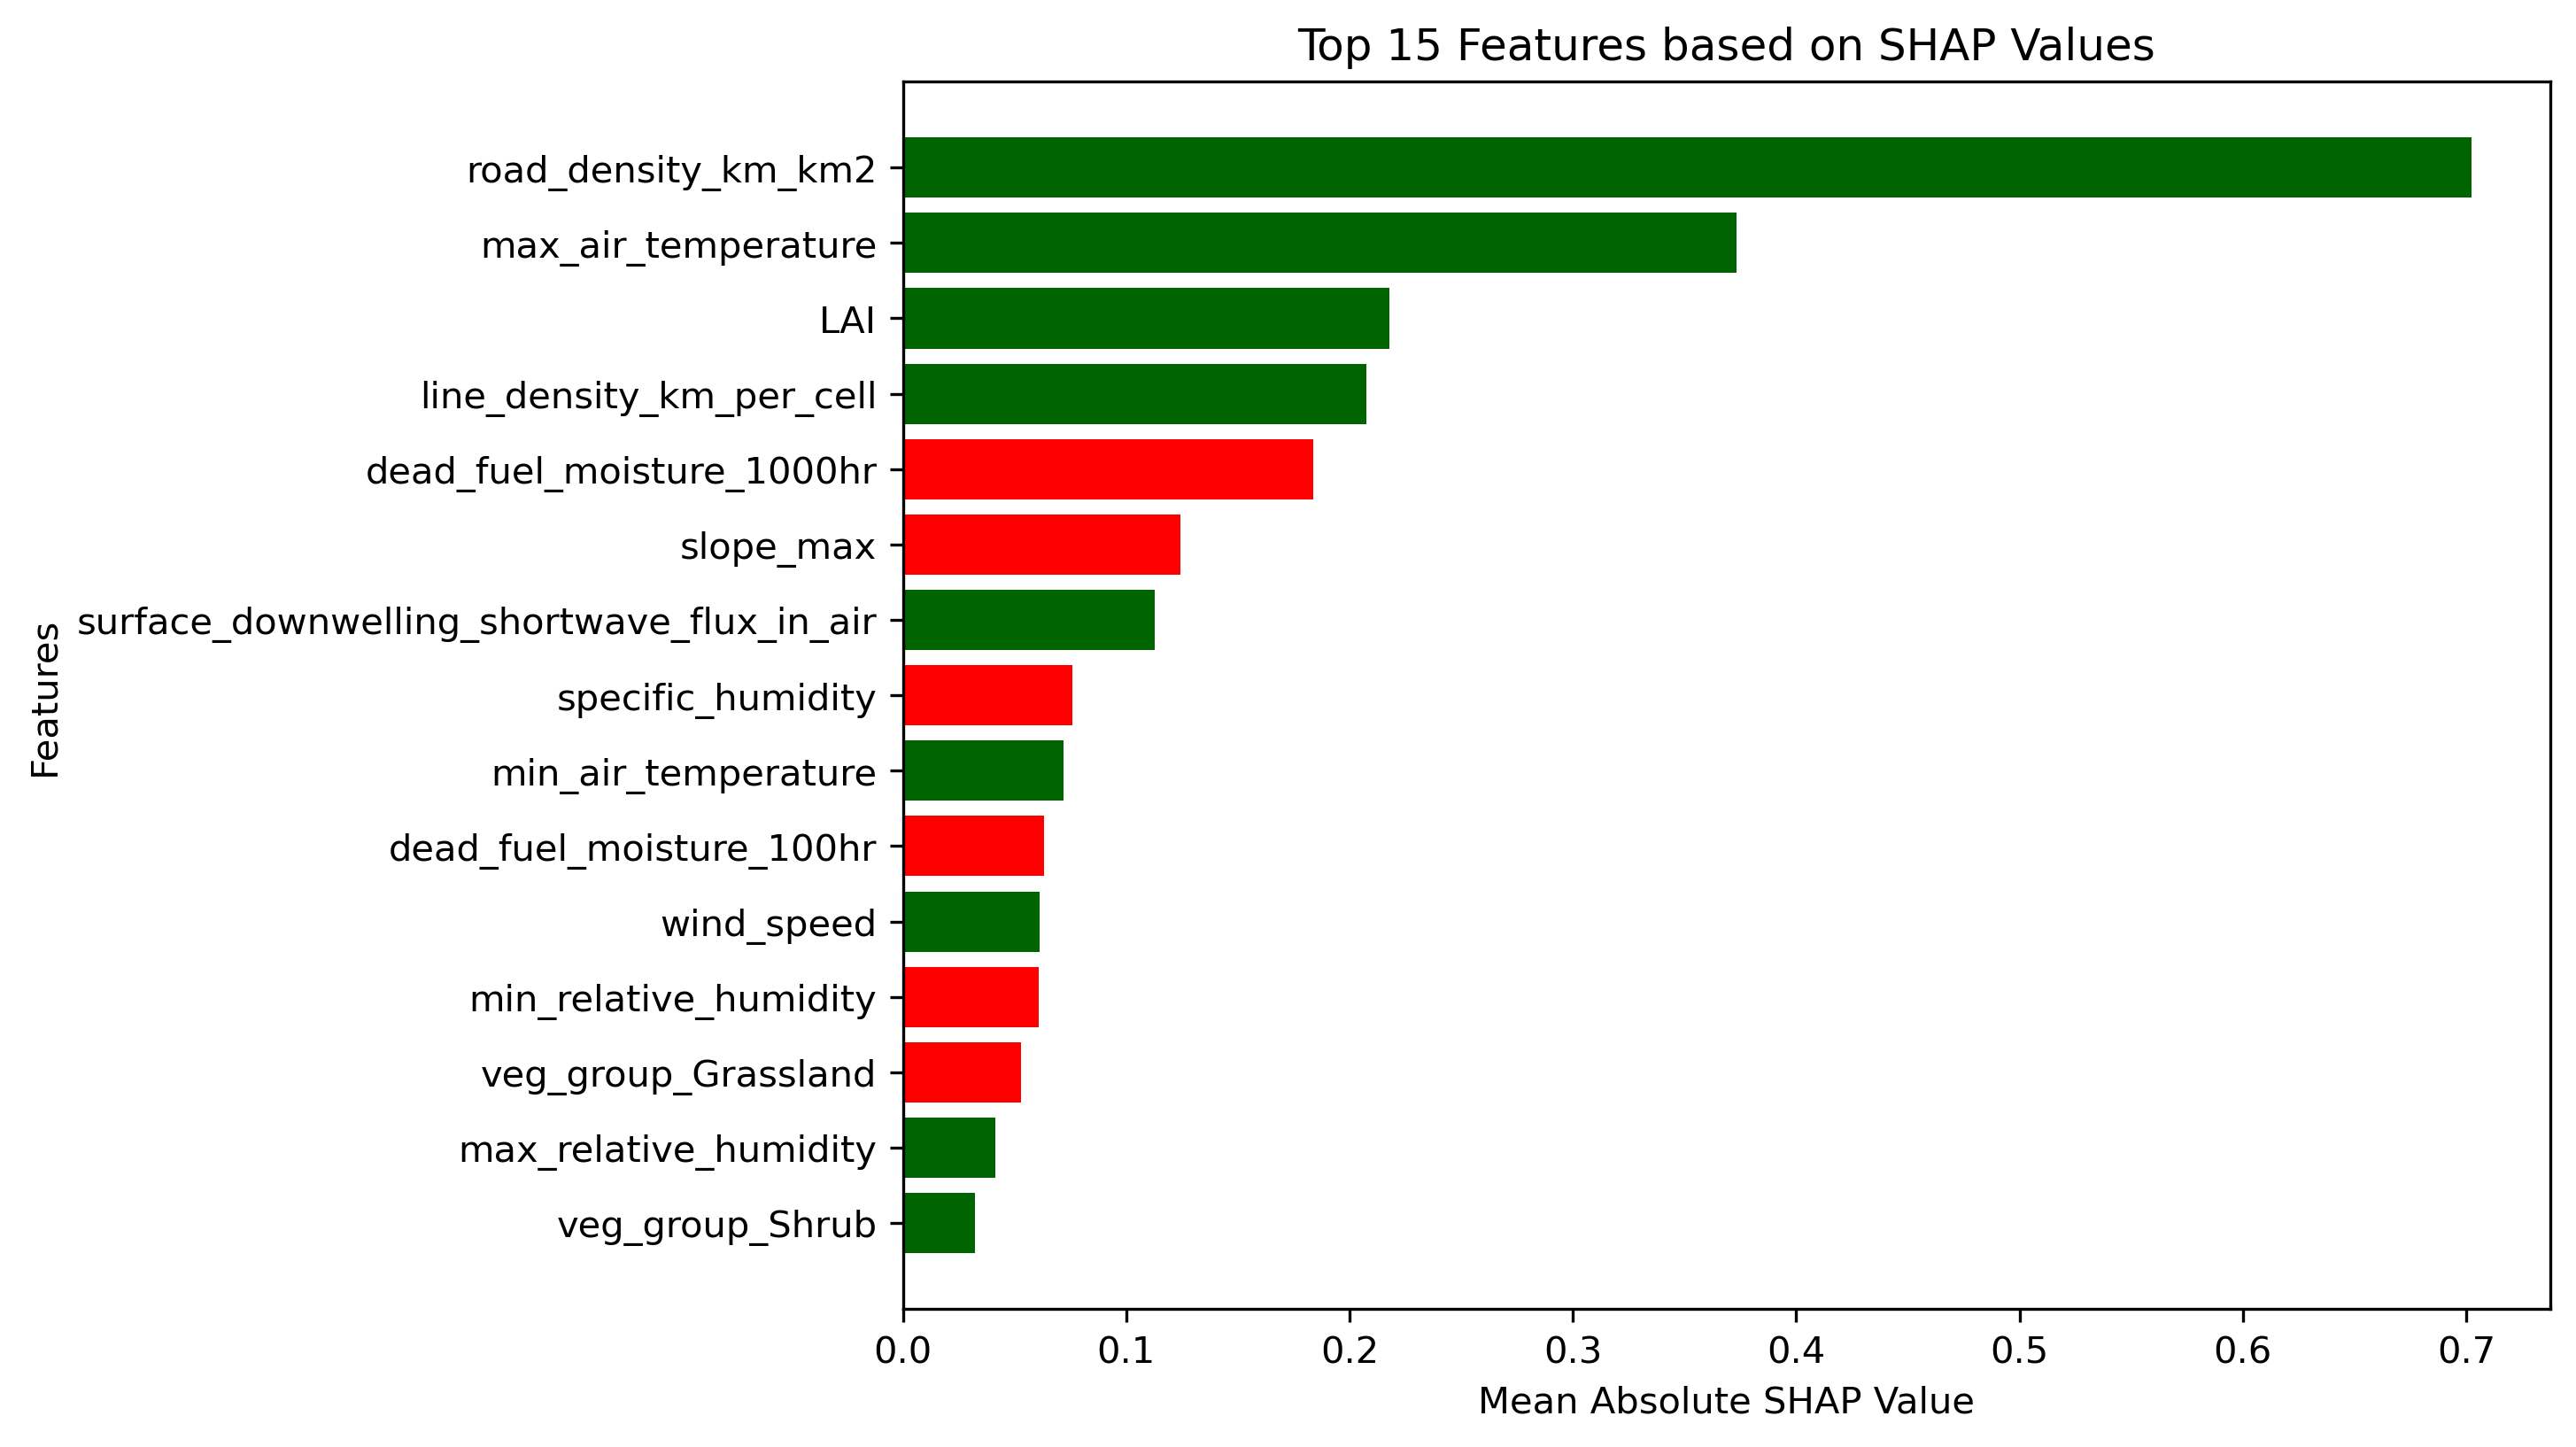 Top 15 Features based on SHAP Values
road_density_km_km2
max_air_temperature
LAI
line_density_km_per_cell
dead_fuel_moisture_1000hr
slope_max
surface_downwelling_shortwave_flux_in_air
specific_humidity
min_air_temperature
dead_fuel_moisture_100hr
wind_speed
min_relative_humidity
veg_group_Grassland
max_relative_humidity
veg_group_Shrub
Features
0.0 0.1 0.2 0.3 0.4 0.5 0.6 0.7
Mean Absolute SHAP Value